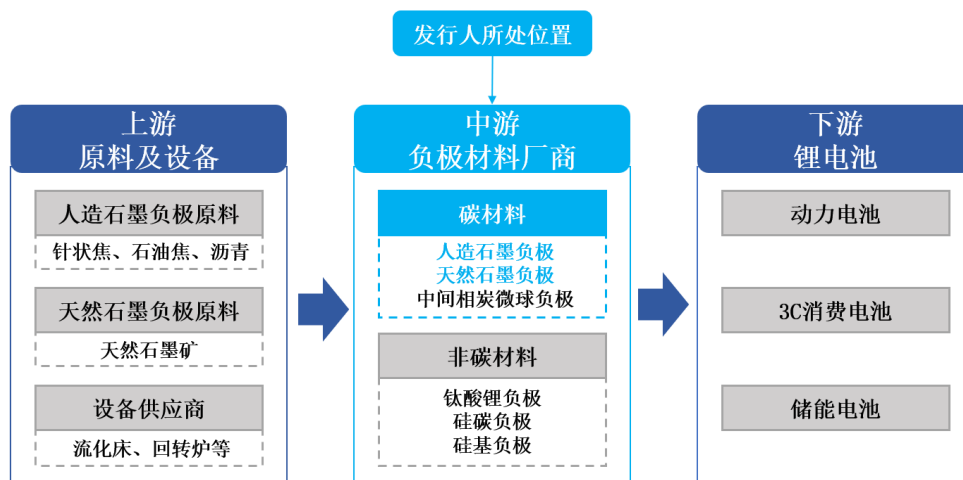 发行人所处位置
上游
原料及设备
人造石墨负极原料
针状焦、石油焦、沥青
天然石墨负极原料
天然石墨矿
设备供应商
流化床、回转炉等
中游
负极材料厂商
碳材料
人造石墨负极
天然石墨负极
中间相炭微球负极
非碳材料
钛酸锂负极
硅碳负极
硅基负极
下游
锂电池
动力电池
3C消费电池
储能电池